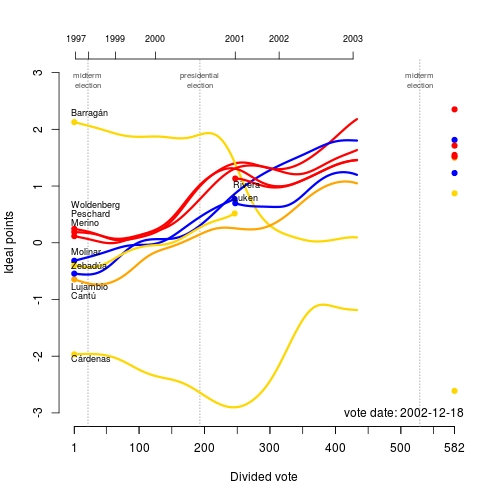 1997 1999 2000 2001 2002 2003
midterm
election
presidential
election
midterm
election
3
2
1
0
-1
-2
-3
Ideal points
Barragán
Rivera
Luken
Woldenberg
Peschard
Merino
Molinar
Zebadúa
Lujambio
Cantú
Cárdenas
vote date: 2002-12-18
1 100 200 300 400 500 582
Divided vote